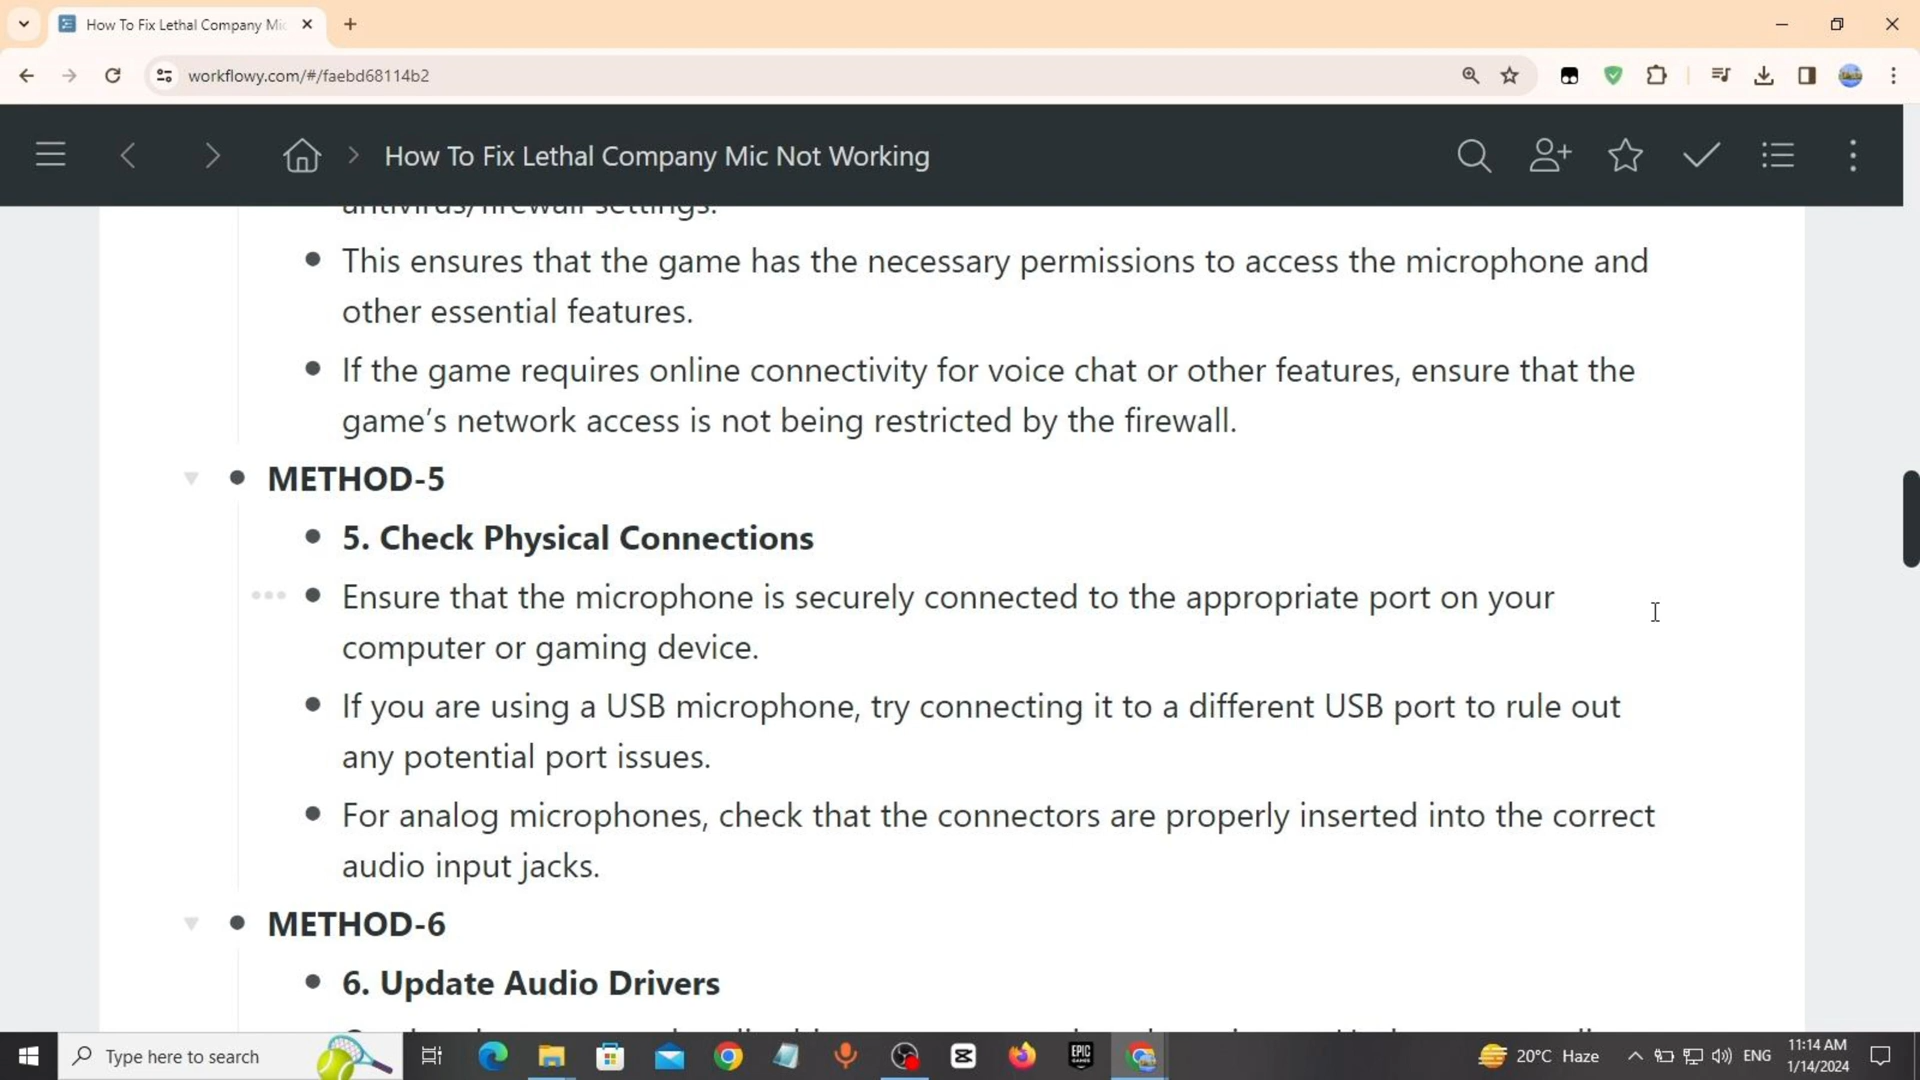 How To Fix Lethal Company Mic
workflowy.com/#/faebd68114b2
How To Fix Lethal Company Mic Not Working
antivirus/firewall settings.
This ensures that the game has the necessary permissions to access the microphone and
other essential features.
If the game requires online connectivity for voice chat or other features, ensure that the
game’s network access is not being restricted by the firewall.
METHOD-5
5. Check Physical Connections
Ensure that the microphone is securely connected to the appropriate port on your
computer or gaming device.
If you are using a USB microphone, try connecting it to a different USB port to rule out
any potential port issues.
For analog microphones, check that the connectors are properly inserted into the correct
audio input jacks.
METHOD-6
6. Update Audio Drivers
Type here to search
EPIC
GAMES
20°C Haze
ENG
11:14 AM
1/14/2024